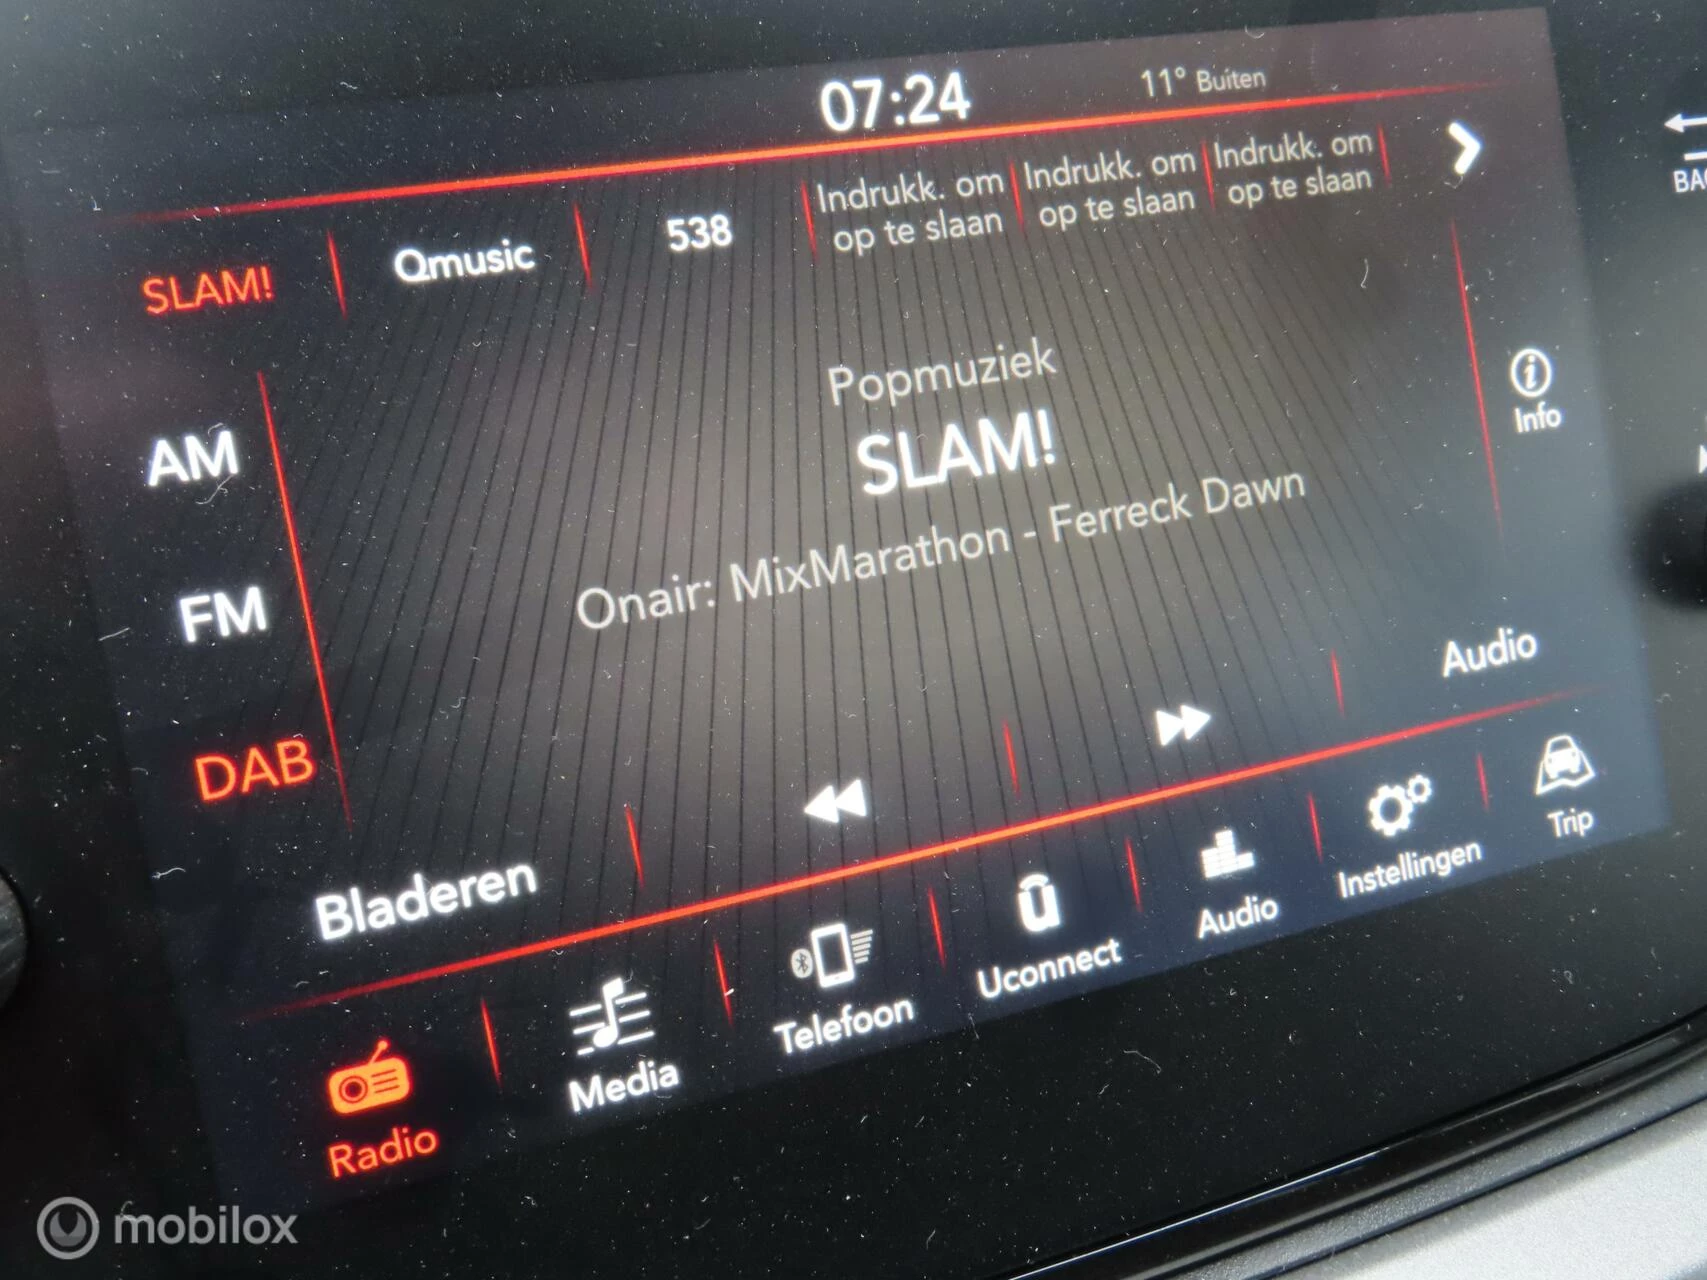 07:24
11° Buiten
SLAM!
Qmusic
538
Indrukk. om
op te slaan
Indrukk. om
op te slaan
Indrukk. om
op te slaan
AM
FM
DAB
Popmuziek
SLAM!
Onair: MixMarathon - Ferreck Dawn
Info
Bladeren
Audio
Radio
Media
Telefoon
Uconnect
Audio
Instellingen
Trip
mobilox